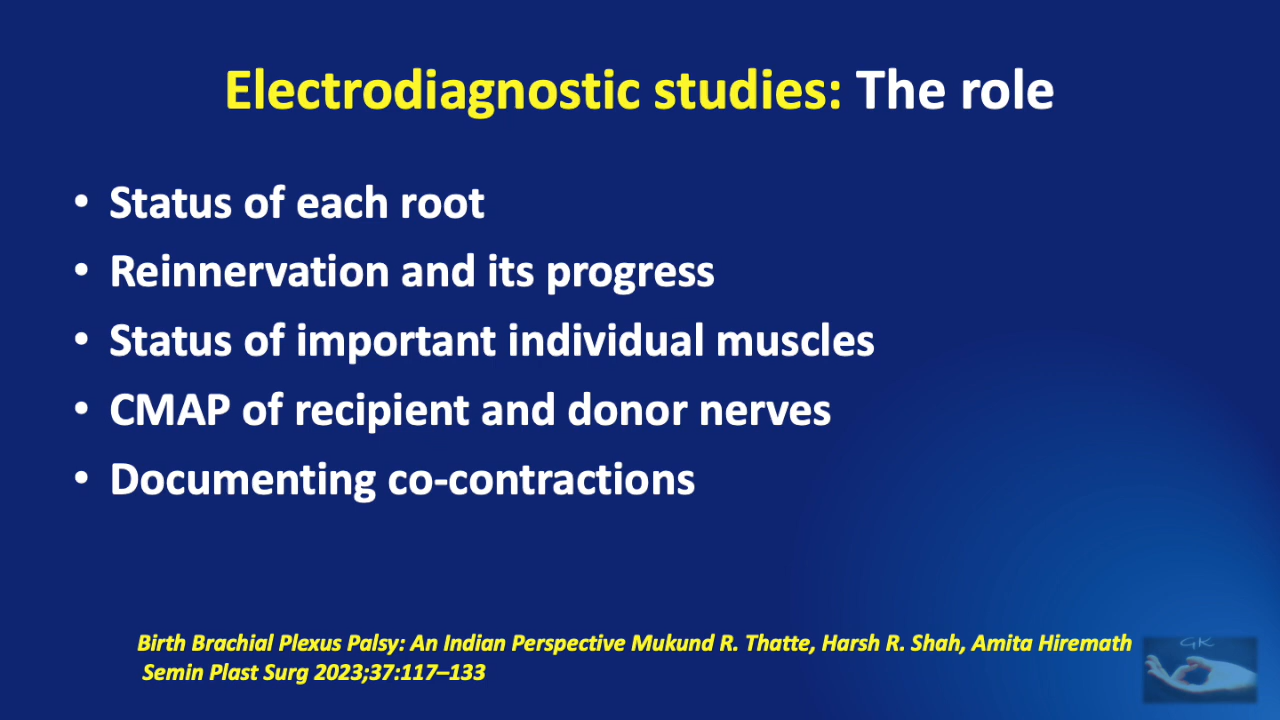 Electrodiagnostic studies: The role
• Status of each root
• Reinnervation and its progress
• Status of important individual muscles
• CMAP of recipient and donor nerves
• Documenting co-contractions
Birth Brachial Plexus Palsy: An Indian Perspective Mukund R. Thatte, Harsh R. Shah, Amita Hiremath
Semin Plast Surg 2023;37:117–133
GK